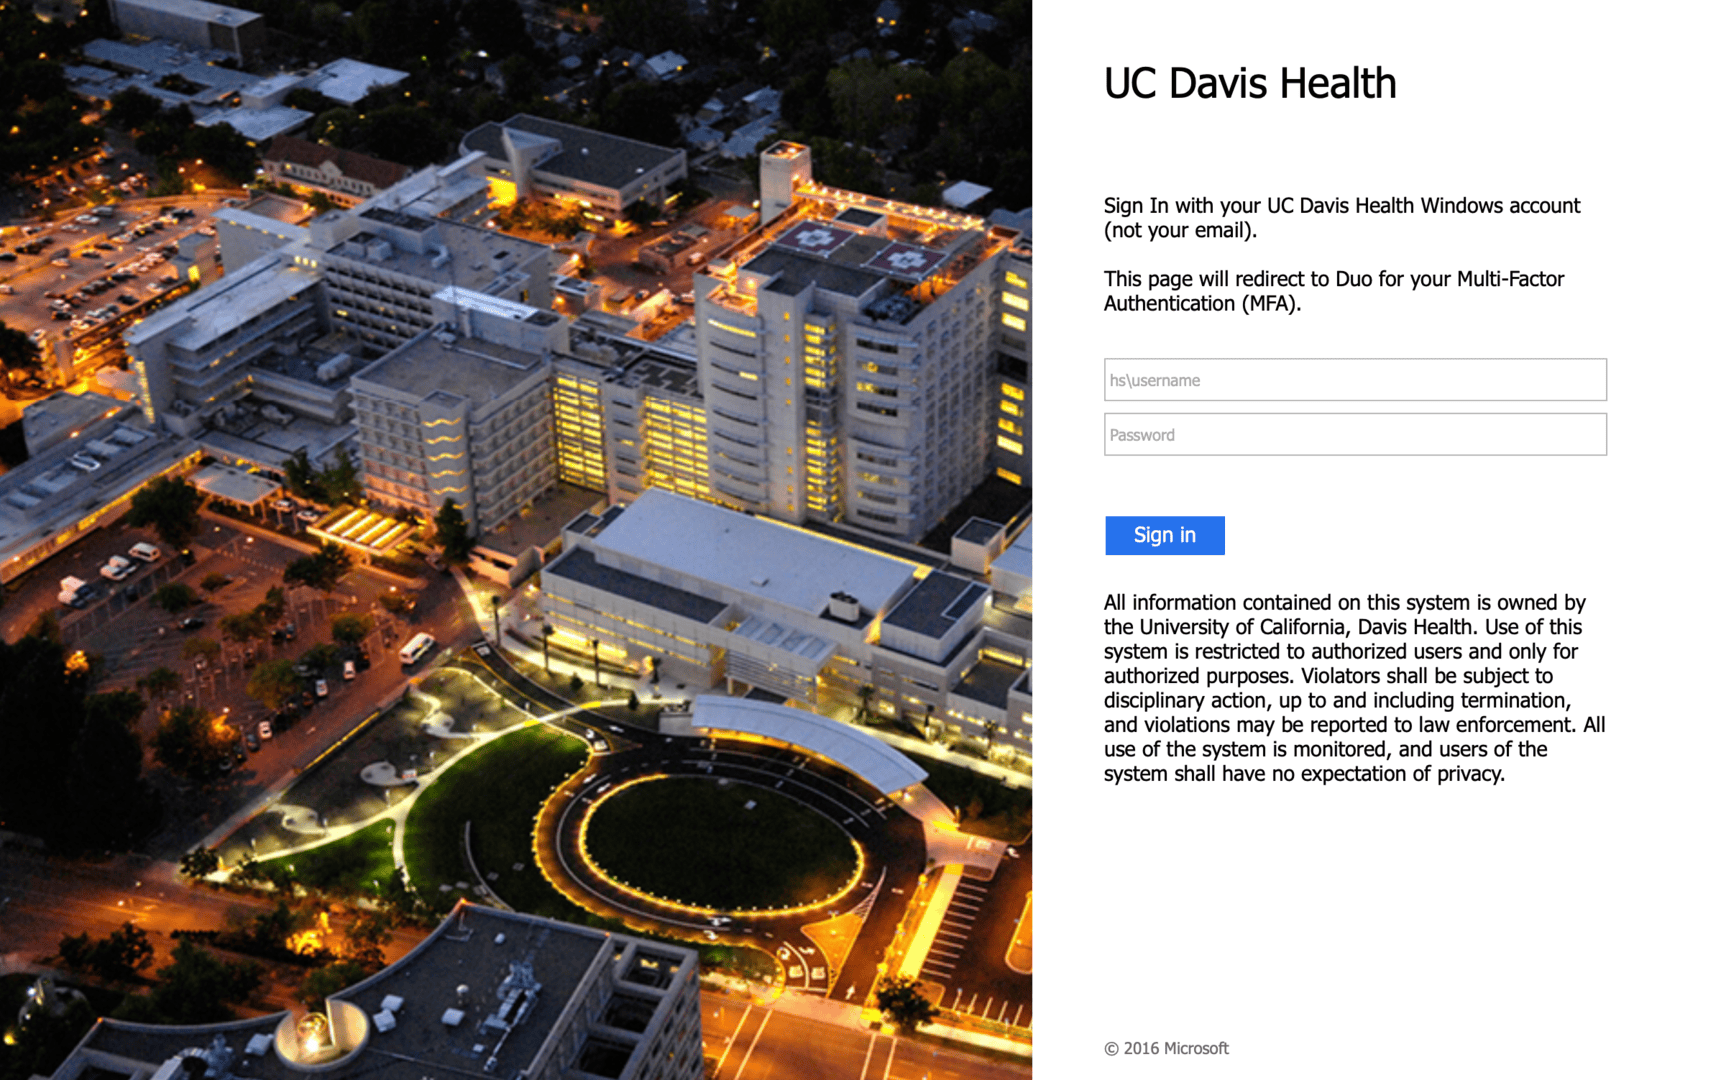 UC Davis Health
Sign In with your UC Davis Health Windows account
(not your email).
This page will redirect to Duo for your Multi-Factor
Authentication (MFA).
hs\username
Password
Sign in
All information contained on this system is owned by
the University of California, Davis Health. Use of this
system is restricted to authorized users and only for
authorized purposes. Violators shall be subject to
disciplinary action, up to and including termination,
and violations may be reported to law enforcement. All
use of the system is monitored, and users of the
system shall have no expectation of privacy.
© 2016 Microsoft